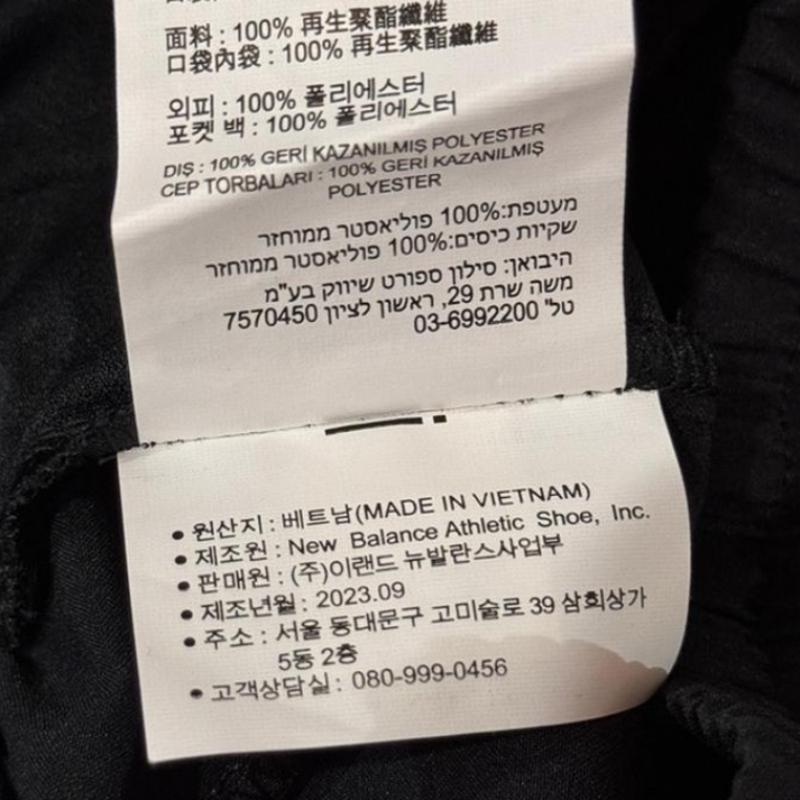 面料 : 100% 再生聚酯纖維
口袋內袋 : 100% 再生聚酯纖維
외피 : 100% 폴리에스터
포켓 백 : 100% 폴리에스터
DIŞ : 100% GERİ KAZANILMIŞ POLYESTER
CEP TORBALARI : 100% GERİ KAZANILMIŞ
POLYESTER
מעטפת:100% פוליאסטר ממוחזר
שקיות כיסים:100% פוליאסטר ממוחזר
היבואן: סילון ספורט שיווק בע"מ
משה שרת 29, ראשון לציון 7570450
טל' 03-6992200
• 원산지 : 베트남(MADE IN VIETNAM)
• 제조원 : New Balance Athletic Shoe, Inc.
• 판매원 : (주)이랜드 뉴발란스사업부
• 제조년월 : 2023.09
• 주소 : 서울 동대문구 고미술로 39 삼희상가
5동 2층
• 고객상담실 : 080-999-0456